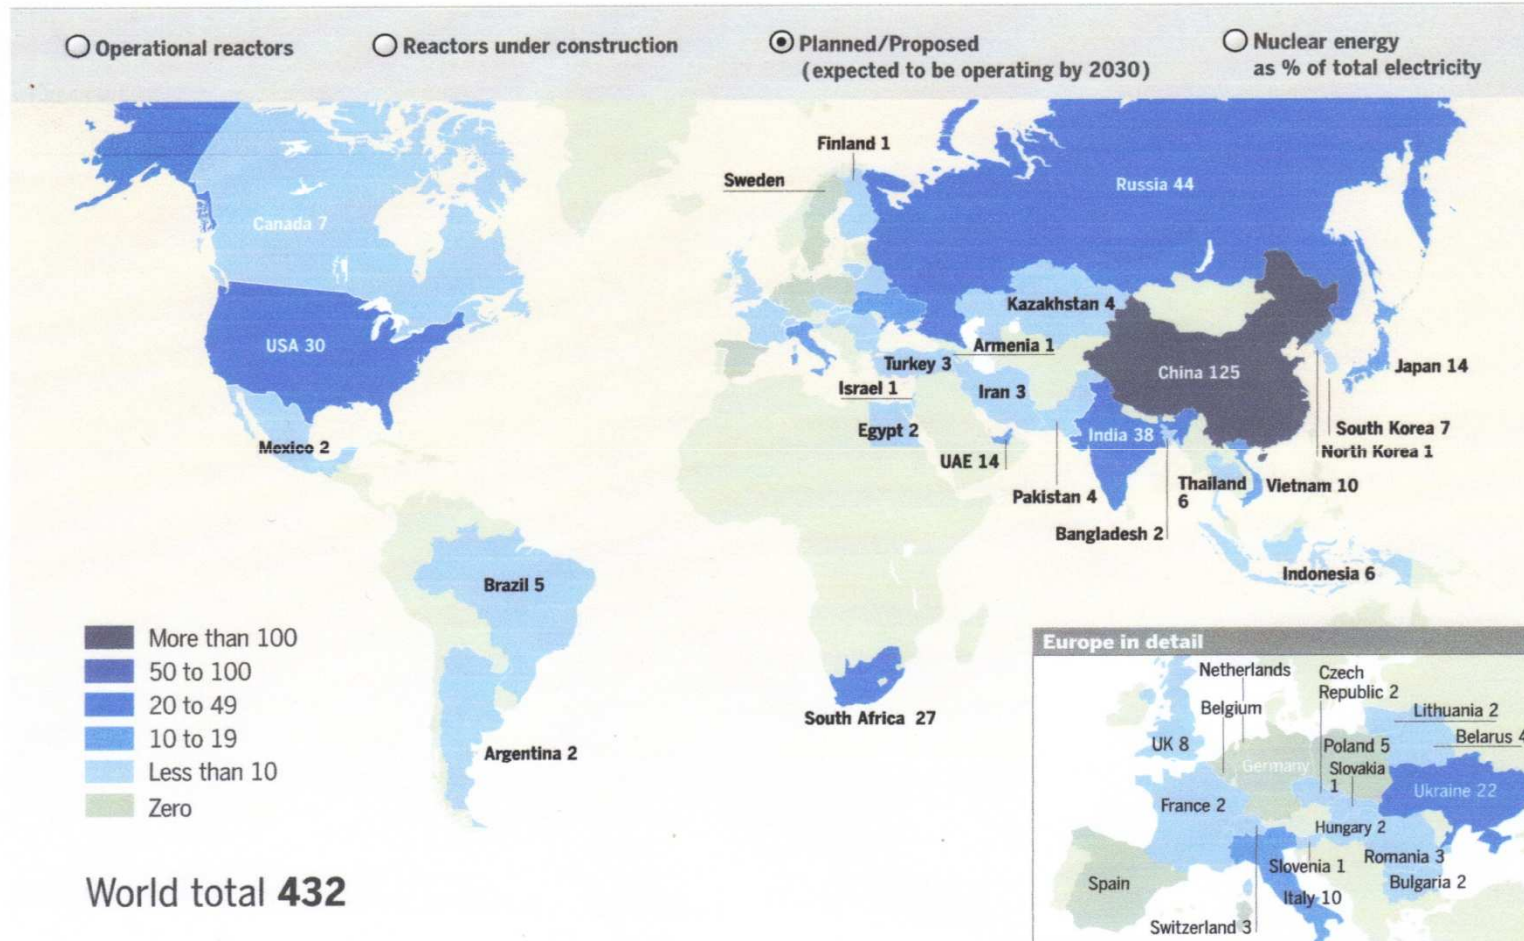 Operational reactors
Reactors under construction
Planned/Proposed
(expected to be operating by 2030)
Nuclear energy
as % of total electricity
Finland 1
Sweden
Russia 44
Canada 7
Kazakhstan 4
USA 30
Armenia 1
Turkey 3
China 125
Japan 14
Israel 1
Iran 3
Egypt 2
India 38
South Korea 7
Mexico 2
North Korea 1
UAE 14
Thailand
6
Vietnam 10
Pakistan 4
Bangladesh 2
Indonesia 6
Brazil 5
South Africa 27
Argentina 2
More than 100
50 to 100
20 to 49
10 to 19
Less than 10
Zero
World total 432
Europe in detail
Netherlands
Czech
Republic 2
Belgium
Lithuania 2
Belarus 4
UK 8
Poland 5
Germany
Slovakia
1
Ukraine 22
France 2
Hungary 2
Romania 3
Slovenia 1
Bulgaria 2
Spain
Italy 10
Switzerland 3